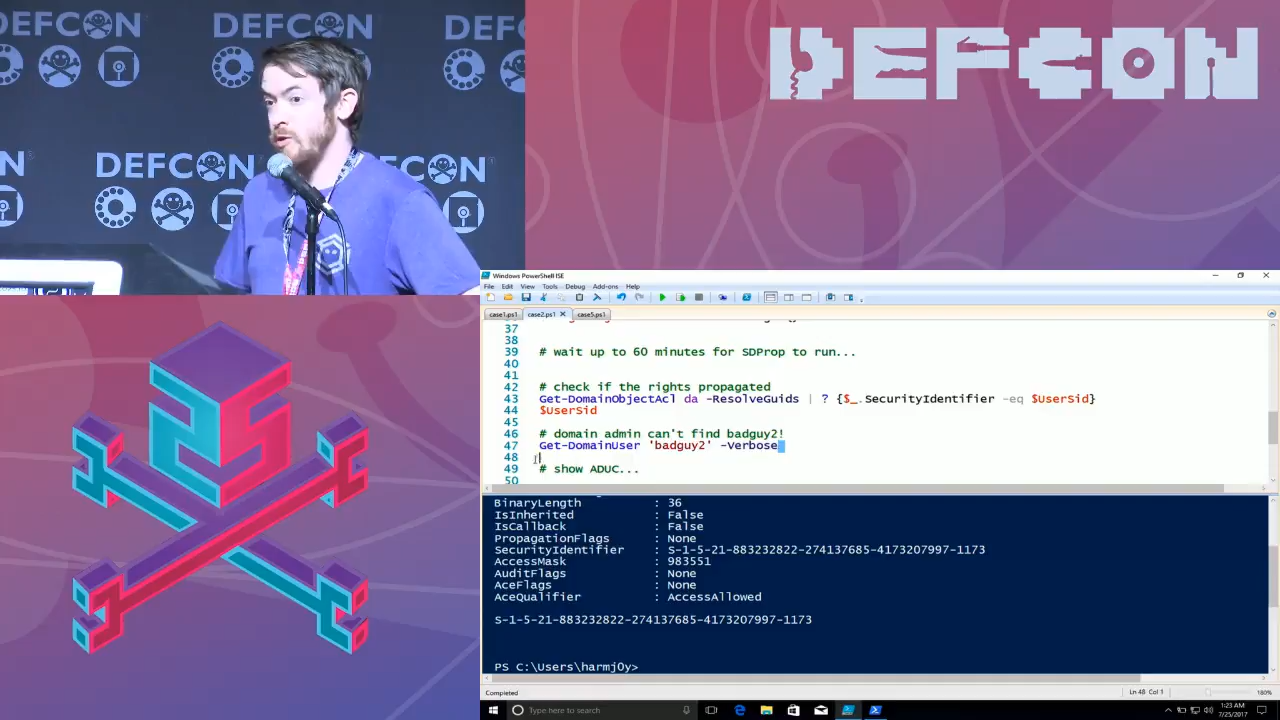 DEFCON
DEFCON
DEFCON
DEFCON
DEFCON
DEFCON
Windows PowerShell ISE
File Edit View Tools Debug Add-ons Help
case1.ps1 case2.ps1 case5.ps1
37
38
39 # wait up to 60 minutes for SDProp to run...
40
41
42 # check if the rights propagated
43 Get-DomainObjectAcl da -ResolveGuids | ? {$_.SecurityIdentifier -eq $UserSid}
44 $UserSid
45
46 # domain admin can't find badguy2!
47 Get-DomainUser 'badguy2' -Verbose
48
49 # show ADUC...
50
BinaryLength : 36
IsInherited : False
IsCallback : False
PropagationFlags : None
SecurityIdentifier : S-1-5-21-883232822-274137685-4173207997-1173
AccessMask : 983551
AuditFlags : None
AceFlags : None
AceQualifier : AccessAllowed
S-1-5-21-883232822-274137685-4173207997-1173
PS C:\Users\harmj0y>
Completed
Ln 48 Col 1
180%
Type here to search
1:23 AM
7/25/2017